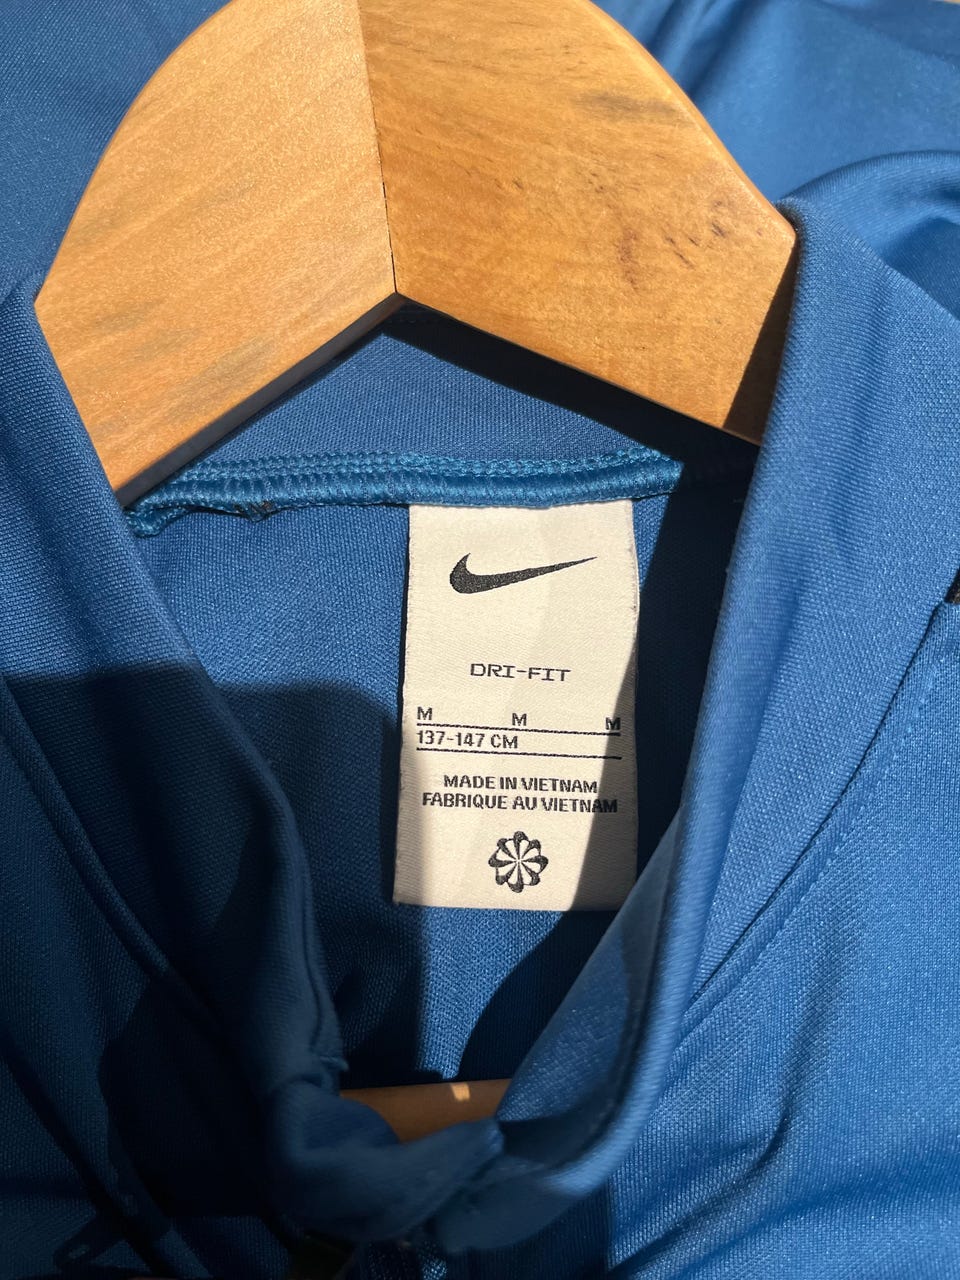 DRI-FIT
M M M
137-147 CM
MADE IN VIETNAM
FABRIQUE AU VIETNAM